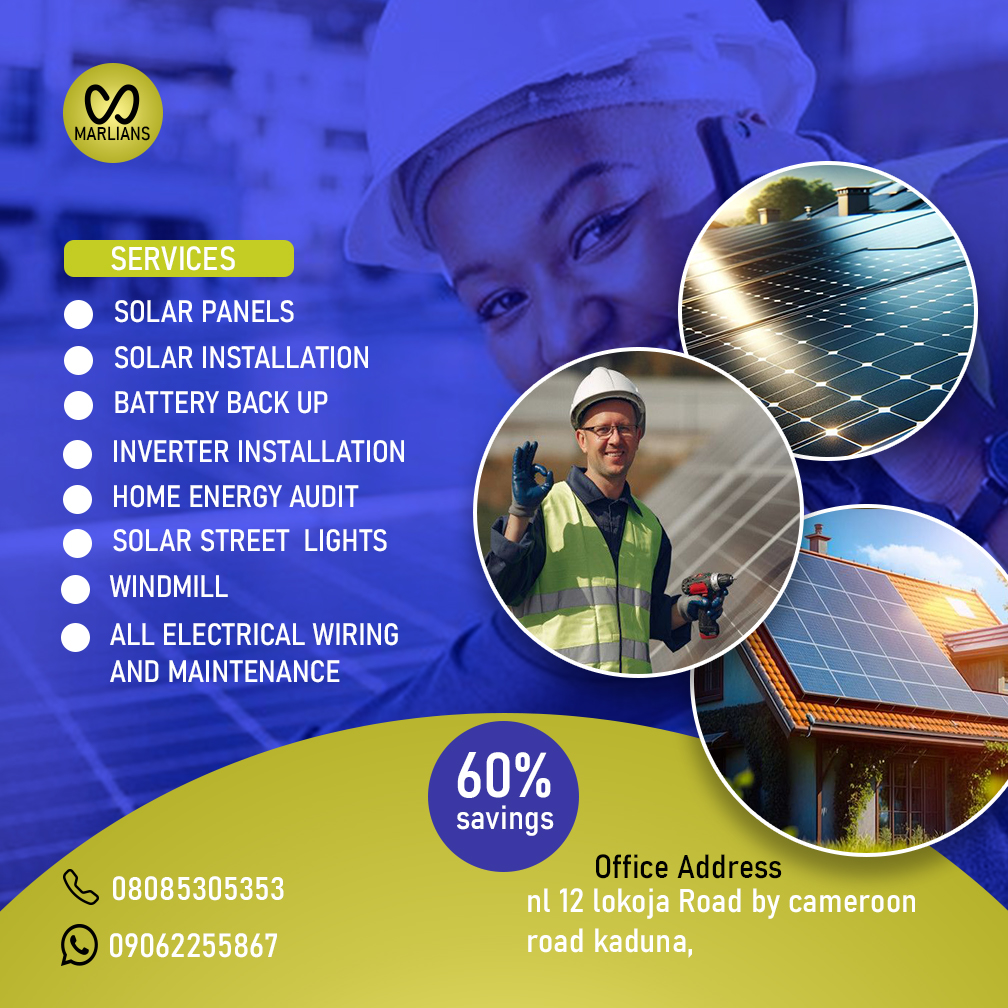 MARLIANS
SERVICES
SOLAR PANELS
SOLAR INSTALLATION
BATTERY BACK UP
INVERTER INSTALLATION
HOME ENERGY AUDIT
SOLAR STREET LIGHTS
WINDMILL
ALL ELECTRICAL WIRING
AND MAINTENANCE
60%
savings
08085305353
09062255867
Office Address
nl 12 lokoja Road by cameroon
road kaduna,